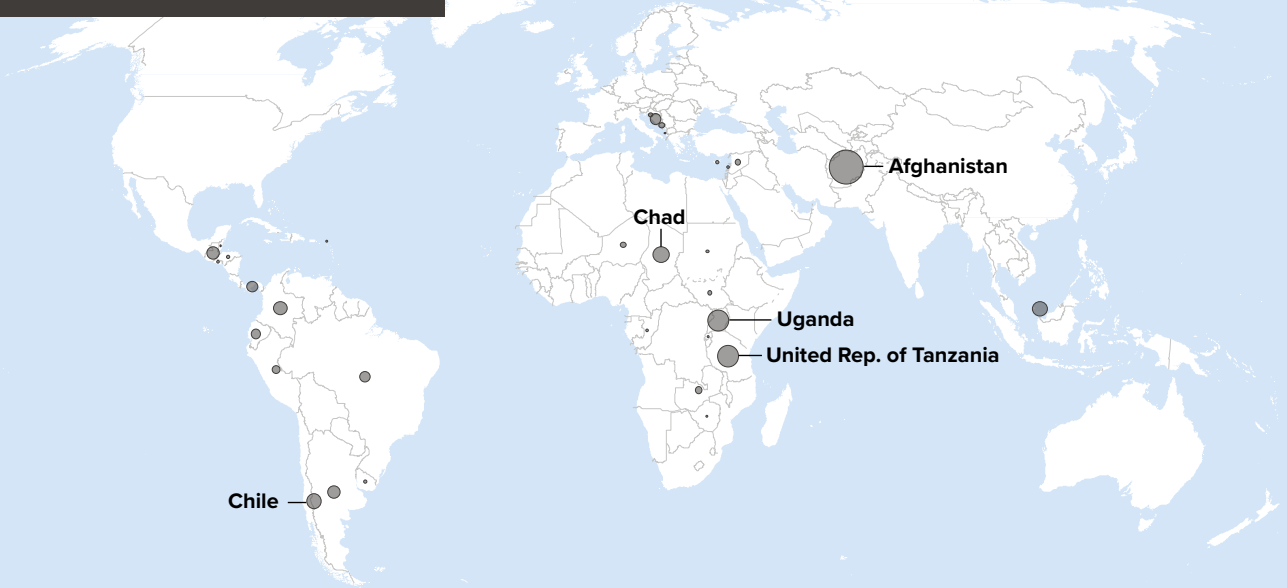 Afghanistan
Chad
Uganda
United Rep. of Tanzania
Chile